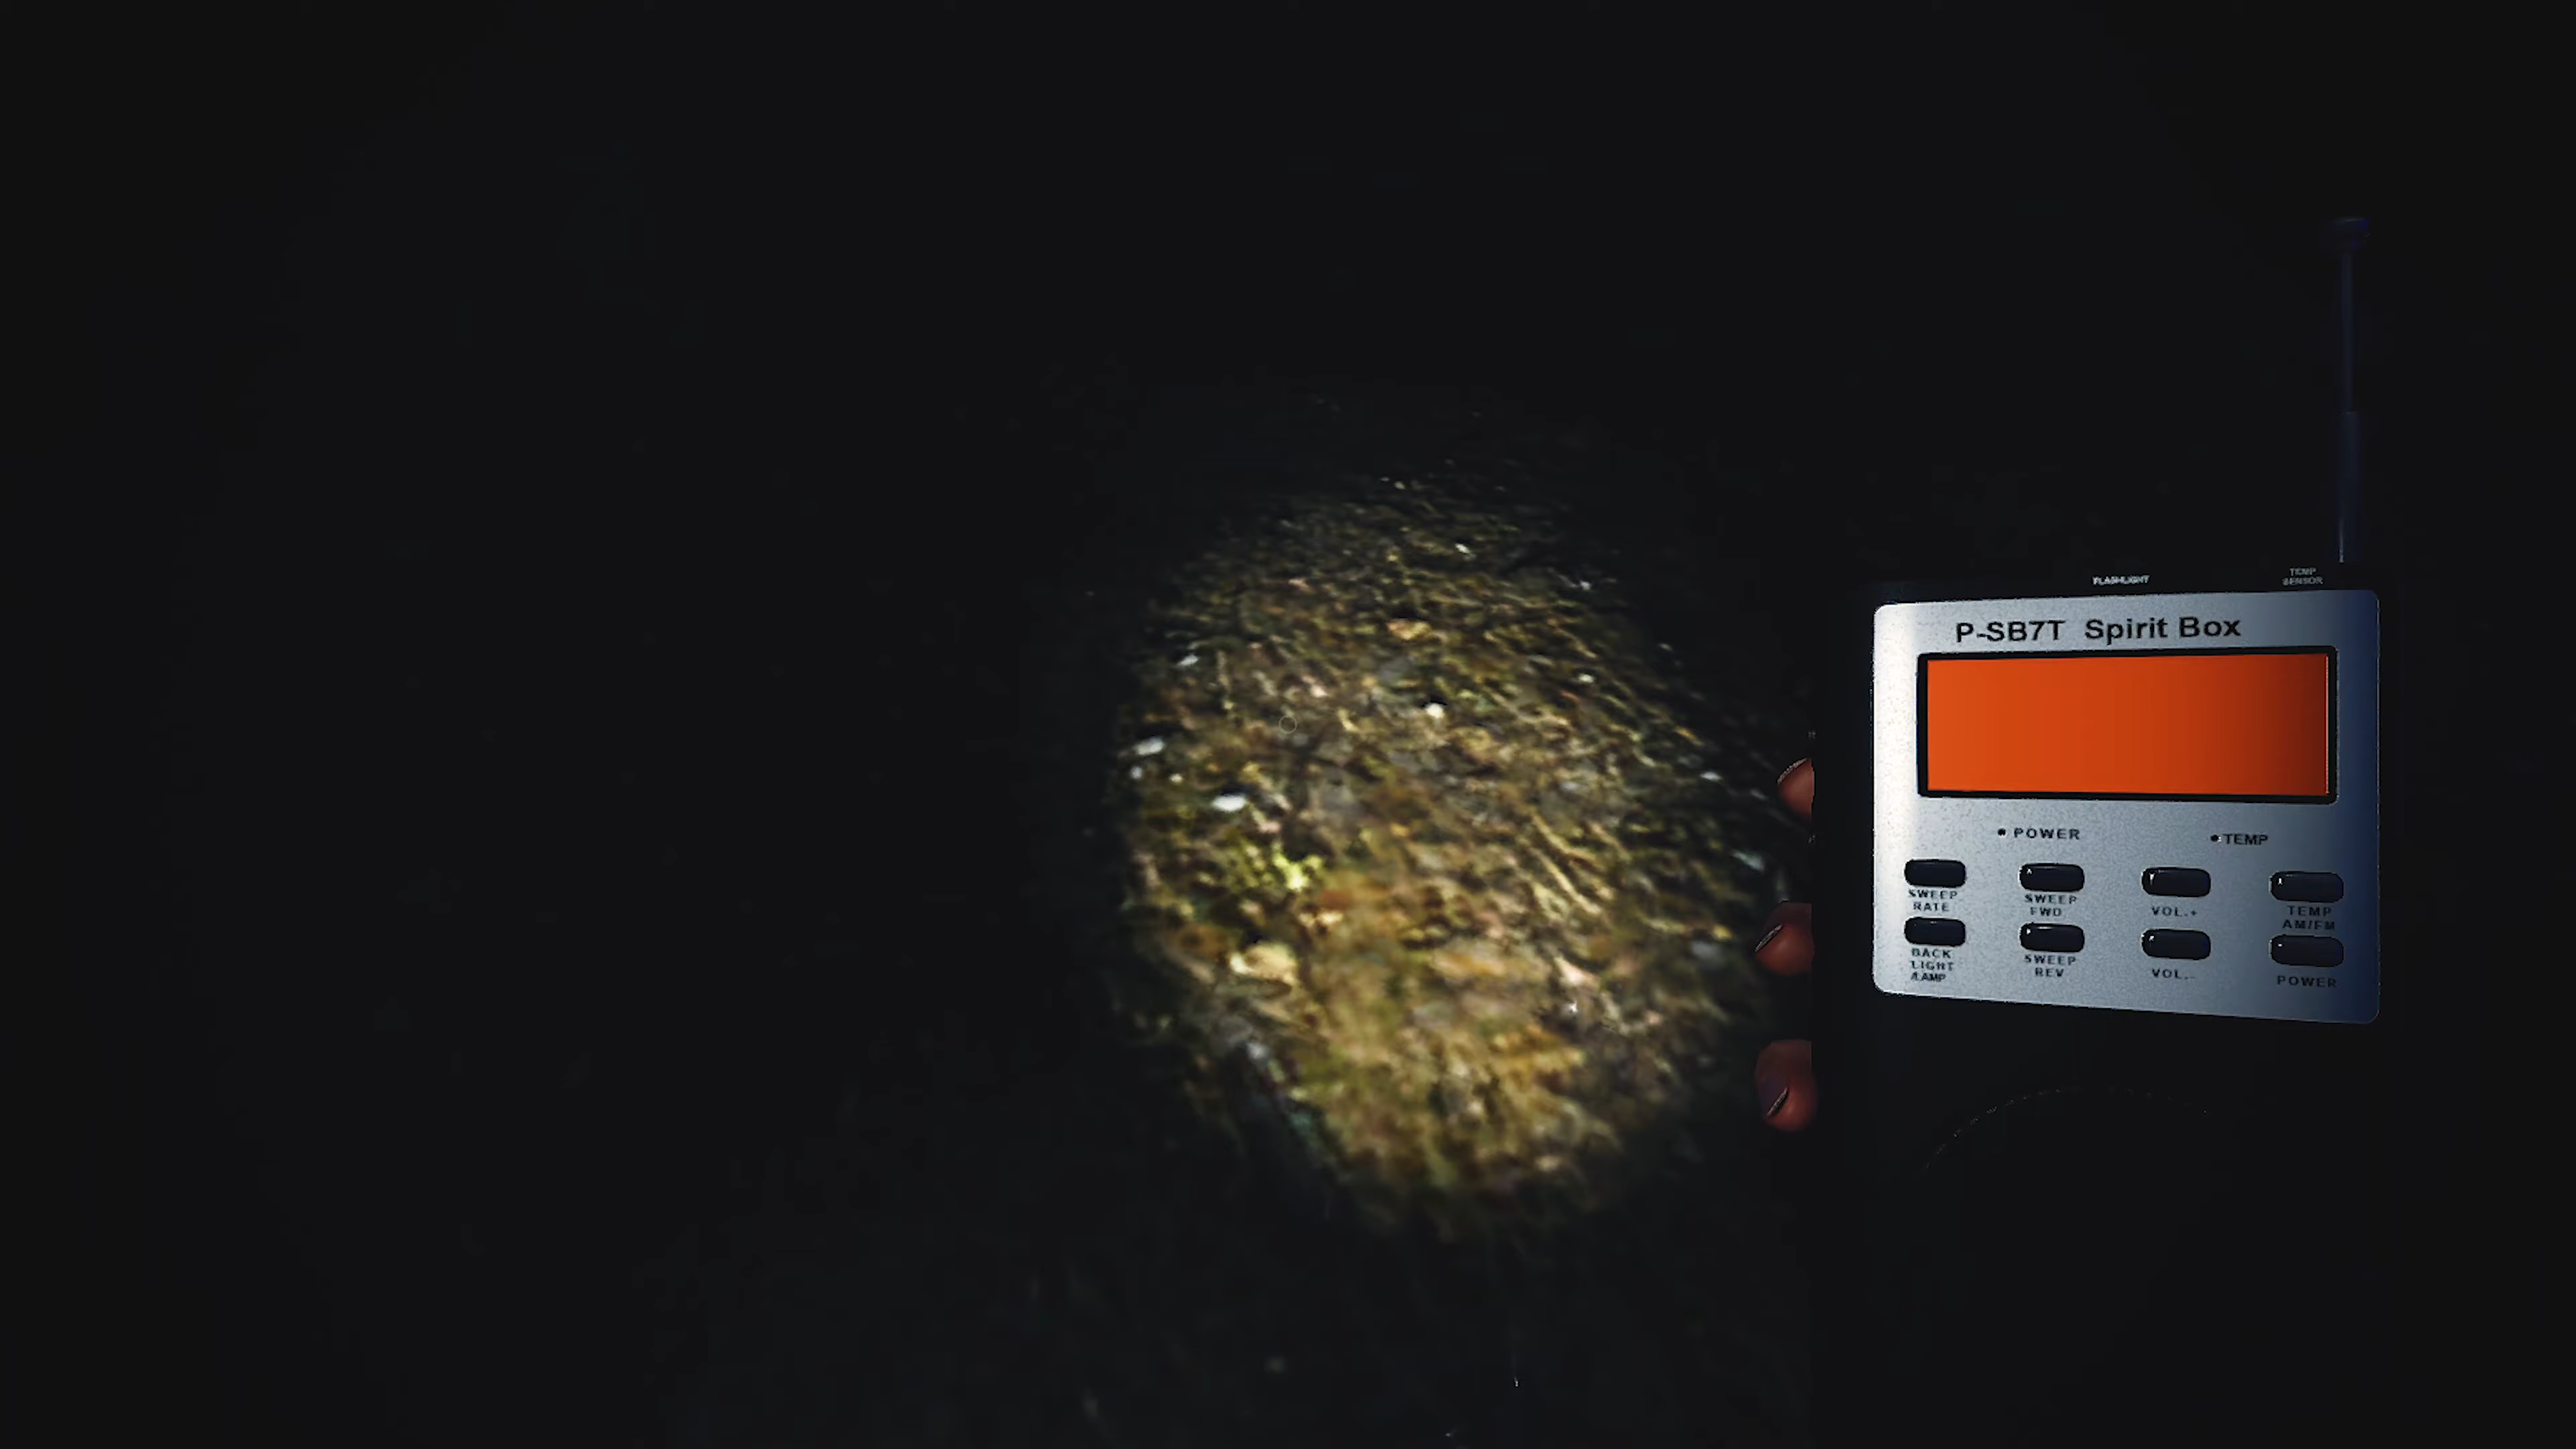 FLASHLIGHT
TEMP
SENSOR
P-SB7T Spirit Box
POWER
TEMP
SWEEP
RATE
SWEEP
FWD
VOL.+
TEMP
AM/FM
BACK
LIGHT
/LAMP
SWEEP
REV
VOL.-
POWER